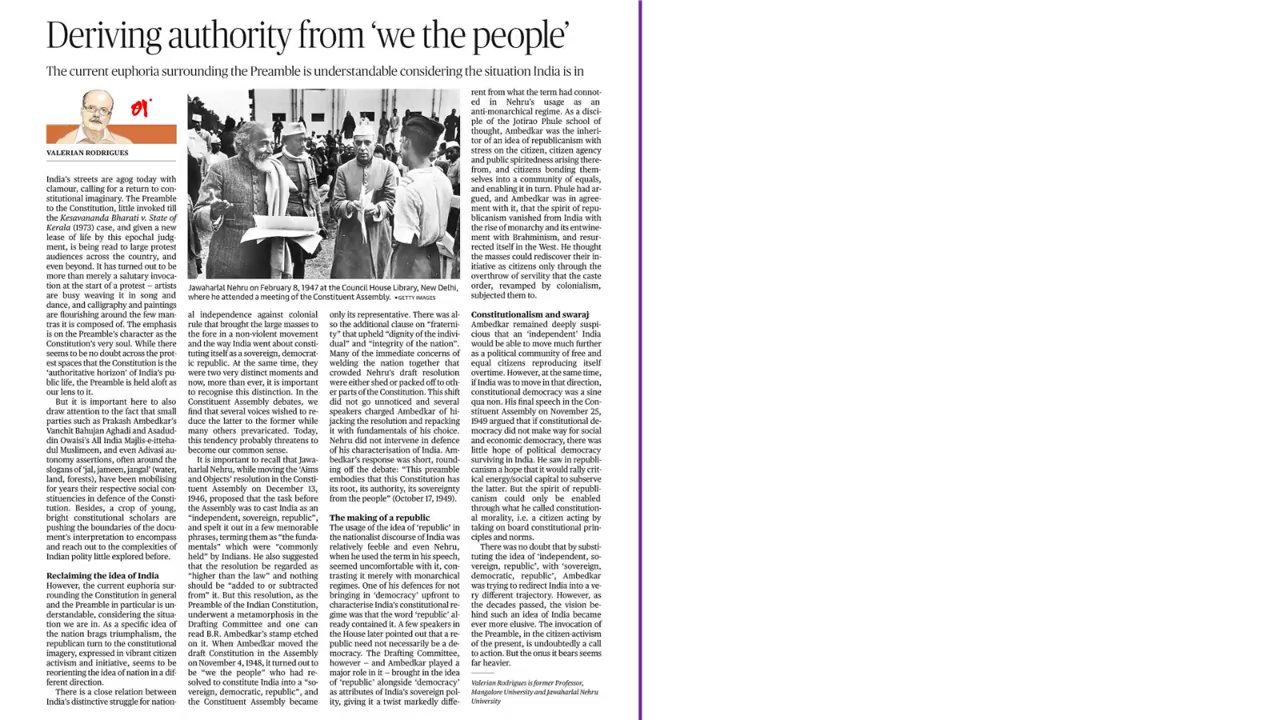 Deriving authority from ‘we the people’
The current euphoria surrounding the Preamble is understandable considering the situation India is in
VALERIAN RODRIGUES
India’s streets are agog today with
clamour, calling for a return to con-
stitutional imaginary. The Preamble
to the Constitution, little invoked till
the Kesavananda Bharati v. State of
Kerala (1973) case, and given a new
lease of life by this epochal judg-
ment, is being read to large protest
audiences across the country, and
even beyond. It has turned out to be
more than merely a salutary invoca-
tion at the start of a protest – artists
are busy weaving it in song and
dance, and calligraphy and paintings
are flourishing around the few man-
tras it is composed of. The emphasis
is on the Preamble’s character as the
Constitution’s very soul. While there
seems to be no doubt across the prot-
est spaces that the Constitution is the
‘authoritative horizon’ of India’s pu-
blic life, the Preamble is held aloft as
our lens to it.
But it is important here to also
draw attention to the fact that small
parties such as Prakash Ambedkar’s
Vanchit Bahujan Aghadi and Asadud-
din Owaisi’s All India Majlis-e-itteha-
dul Muslimeen, and even Adivasi au-
tonomy assertions, often around the
slogans of ‘jal, jameen, jangal’ (water,
land, forests), have been mobilising
for years their respective social con-
stituencies in defence of the Consti-
tution. Besides, a crop of young,
bright constitutional scholars are
pushing the boundaries of the docu-
ment’s interpretation to encompass
and reach out to the complexities of
Indian polity little explored before.
Reclaiming the idea of India
However, the current euphoria sur-
rounding the Constitution in general
and the Preamble in particular is un-
derstandable, considering the situa-
tion we are in. As a specific idea of
the nation brags triumphalism, the
republican turn to the constitutional
imagery, expressed in vibrant citizen
activism and initiative, seems to be
reorienting the idea of nation in a dif-
ferent direction.
There is a close relation between
India’s distinctive struggle for nation-
Jawaharlal Nehru on February 8, 1947 at the Council House Library, New Delhi,
where he attended a meeting of the Constituent Assembly. •GETTY IMAGES
al independence against colonial
rule that brought the large masses to
the fore in a non-violent movement
and the way India went about consti-
tuting itself as a sovereign, democrat-
ic republic. At the same time, they
were two very distinct moments and
now, more than ever, it is important
to recognise this distinction. In the
Constituent Assembly debates, we
find that several voices wished to re-
duce the latter to the former while
many others prevaricated. Today,
this tendency probably threatens to
become our common sense.
It is important to recall that Jawa-
harlal Nehru, while moving the ‘Aims
and Objects’ resolution in the Consti-
tuent Assembly on December 13,
1946, proposed that the task before
the Assembly was to cast India as an
“independent, sovereign, republic”,
and spelt it out in a few memorable
phrases, terming them as “the funda-
mentals” which were “commonly
held” by Indians. He also suggested
that the resolution be regarded as
“higher than the law” and nothing
should be “added to or subtracted
from” it. But this resolution, as the
Preamble of the Indian Constitution,
underwent a metamorphosis in the
Drafting Committee and one can
read B.R. Ambedkar’s stamp etched
on it. When Ambedkar moved the
draft Constitution in the Assembly
on November 4, 1948, it turned out to
be “we the people” who had re-
solved to constitute India into a “so-
vereign, democratic, republic”, and
the Constituent Assembly became
only its representative. There was al-
so the additional clause on “fraterni-
ty” that upheld “dignity of the indivi-
dual” and “integrity of the nation”.
Many of the immediate concerns of
welding the nation together that
crowded Nehru’s draft resolution
were either shed or packed off to oth-
er parts of the Constitution. This shift
did not go unnoticed and several
speakers charged Ambedkar of hi-
jacking the resolution and repacking
it with fundamentals of his choice.
Nehru did not intervene in defence
of his characterisation of India. Am-
bedkar’s response was short, round-
ing off the debate: “This preamble
embodies that this Constitution has
its root, its authority, its sovereignty
from the people” (October 17, 1949).
The making of a republic
The usage of the idea of ‘republic’ in
the nationalist discourse of India was
relatively feeble and even Nehru,
when he used the term in his speech,
seemed uncomfortable with it, con-
trasting it merely with monarchical
regimes. One of his defences for not
bringing in ‘democracy’ upfront to
characterise India’s constitutional re-
gime was that the word ‘republic’ al-
ready contained it. A few speakers in
the House later pointed out that a re-
public need not necessarily be a de-
mocracy. The Drafting Committee,
however – and Ambedkar played a
major role in it – brought in the idea
of ‘republic’ alongside ‘democracy’
as attributes of India’s sovereign pol-
ity, giving it a twist markedly diffe-
rent from what the term had connot-
ed in Nehru’s usage as an
anti-monarchical regime. As a disci-
ple of the Jotirao Phule school of
thought, Ambedkar was the inheri-
tor of an idea of republicanism with
stress on the citizen, citizen agency
and public spiritedness arising there-
from, and citizens bonding them-
selves into a community of equals,
and enabling it in turn. Phule had ar-
gued, and Ambedkar was in agree-
ment with it, that the spirit of repu-
blicanism vanished from India with
the rise of monarchy and its entwine-
ment with Brahminism, and resur-
rected itself in the West. He thought
the masses could rediscover their in-
itiative as citizens only through the
overthrow of servility that the caste
order, revamped by colonialism,
subjected them to.
Constitutionalism and swaraj
Ambedkar remained deeply suspi-
cious that an ‘independent’ India
would be able to move much further
as a political community of free and
equal citizens reproducing itself
overtime. However, at the same time,
if India was to move in that direction,
constitutional democracy was a sine
qua non. His final speech in the Con-
stituent Assembly on November 25,
1949 argued that if constitutional de-
mocracy did not make way for social
and economic democracy, there was
little hope of political democracy
surviving in India. He saw in republi-
canism a hope that it would rally crit-
ical energy/social capital to subserve
the latter. But the spirit of republi-
canism could only be enabled
through what he called constitution-
al morality, i.e. a citizen acting by
taking on board constitutional prin-
ciples and norms.
There was no doubt that by substi-
tuting the idea of ‘independent, so-
vereign, republic’, with ‘sovereign,
democratic, republic’, Ambedkar
was trying to redirect India into a ve-
ry different trajectory. However, as
the decades passed, the vision be-
hind such an idea of India became
ever more elusive. The invocation of
the Preamble, in the citizen-activism
of the present, is undoubtedly a call
to action. But the onus it bears seems
far heavier.
Valerian Rodrigues is former Professor,
Mangalore University and Jawaharlal Nehru
University